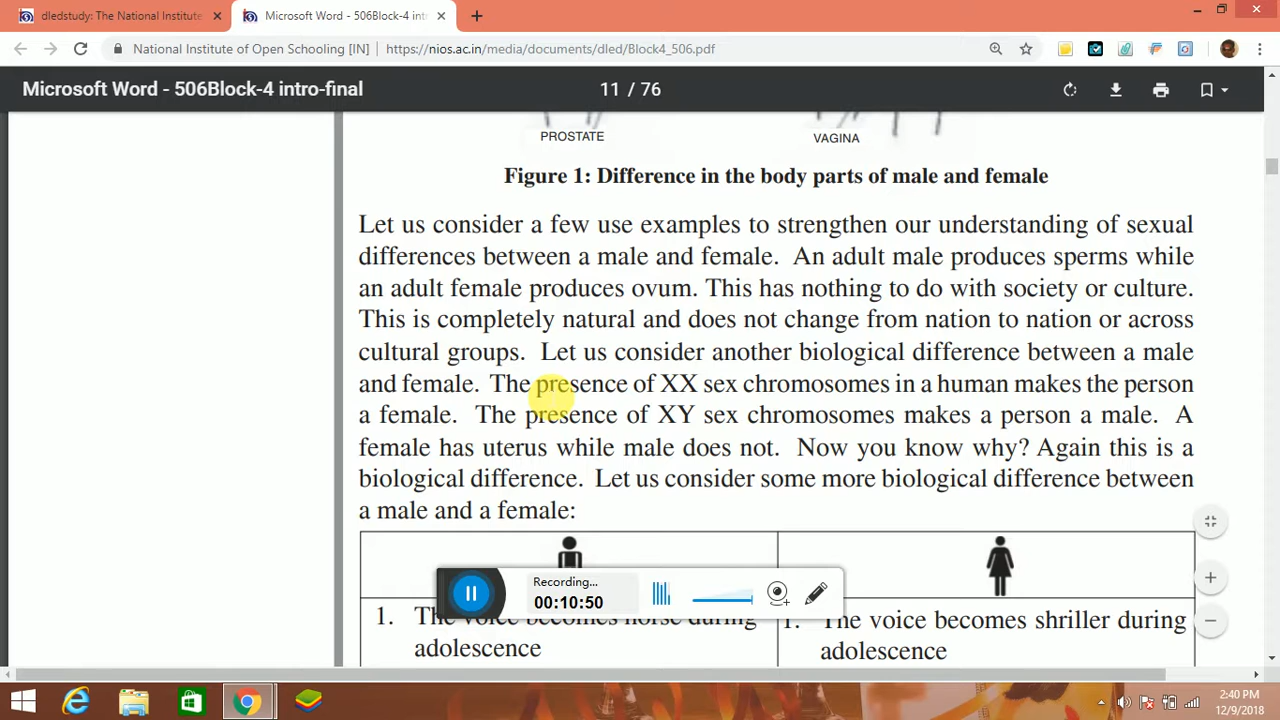 dledstudy: The National Institute
Microsoft Word - 506Block-4 intr
National Institute of Open Schooling [IN] | https://nios.ac.in/media/documents/dled/Block4_506.pdf
Microsoft Word - 506Block-4 intro-final
11 / 76
PROSTATE
VAGINA
Figure 1: Difference in the body parts of male and female
Let us consider a few use examples to strengthen our understanding of sexual
differences between a male and female. An adult male produces sperms while
an adult female produces ovum. This has nothing to do with society or culture.
This is completely natural and does not change from nation to nation or across
cultural groups. Let us consider another biological difference between a male
and female. The presence of XX sex chromosomes in a human makes the person
a female. The presence of XY sex chromosomes makes a person a male. A
female has uterus while male does not. Now you know why? Again this is a
biological difference. Let us consider some more biological difference between
a male and a female:
Recording...
00:10:50
1. The voice becomes horse during
adolescence
1. The voice becomes shriller during
adolescence
2:40 PM
12/9/2018